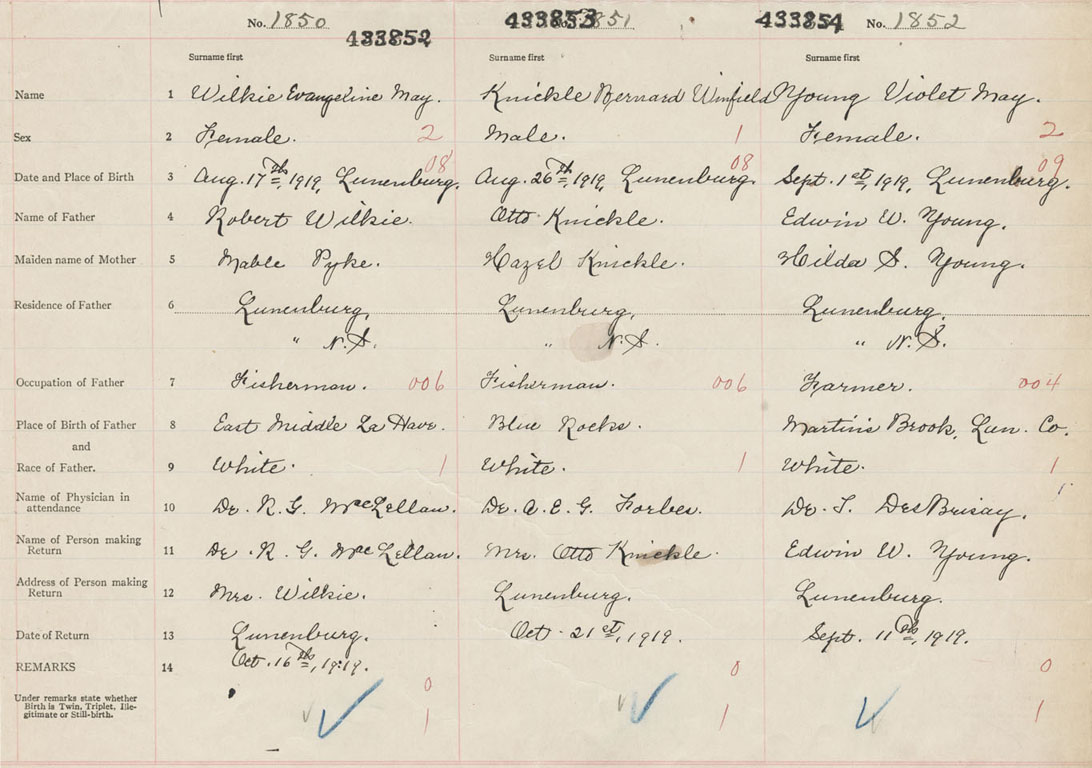 No. 1850 433852 433853 1851 433854 No. 1852
Surname first Surname first Surname first
Name 1 Wilkie Evangeline May. Knickle Bernard Winfield Young Violet May.
Sex 2 Female. 2 Male. 1 Female. 2
08 08 09
Date and Place of Birth 3 Aug. 17th, 1919, Lunenburg. Aug. 26th, 1919, Lunenburg. Sept. 1st, 1919, Lunenburg.
Name of Father 4 Robert Wilkie. Otto Knickle. Edwin W. Young.
Maiden name of Mother 5 Mable Pyke. Hazel Knickle. Hilda S. Young.
Residence of Father 6 Lunenburg, Lunenburg, Lunenburg,
" N.S. " N.S. " N.S.
Occupation of Father 7 Fisherman. 006 Fisherman. 006 Farmer. 004
Place of Birth of Father 8 East Middle La Have. Blue Rocks. Martin's Brook, Lun. Co.
and
Race of Father. 9 White. 1 White. 1 White. 1
Name of Physician in
attendance 10 Dr. R. G. MacLellan. Dr. A. E. G. Forbes. Dr. T. DesBrisay.
Name of Person making
Return 11 Dr. R. G. MacLellan. Mrs. Otto Knickle. Edwin W. Young.
Address of Person making
Return 12 Mrs. Wilkie. Lunenburg. Lunenburg.
Date of Return 13 Lunenburg. Oct. 21st, 1919. Sept. 11th, 1919.
REMARKS 14 Oct. 16th, 1919. 0 0
0
Under remarks state whether
Birth is Twin, Triplet, Ille-
gitimate or Still-birth. 1 1 1